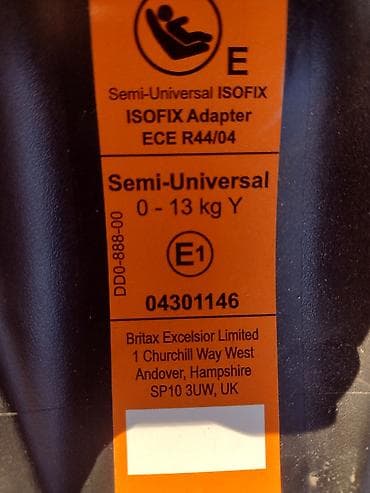 E
Semi-Universal ISOFIX
ISOFIX Adapter
ECE R44/04
Semi-Universal
0 - 13 kg Y
E1
DD0-888-00
04301146
Britax Excelsior Limited
1 Churchill Way West
Andover, Hampshire
SP10 3UW, UK